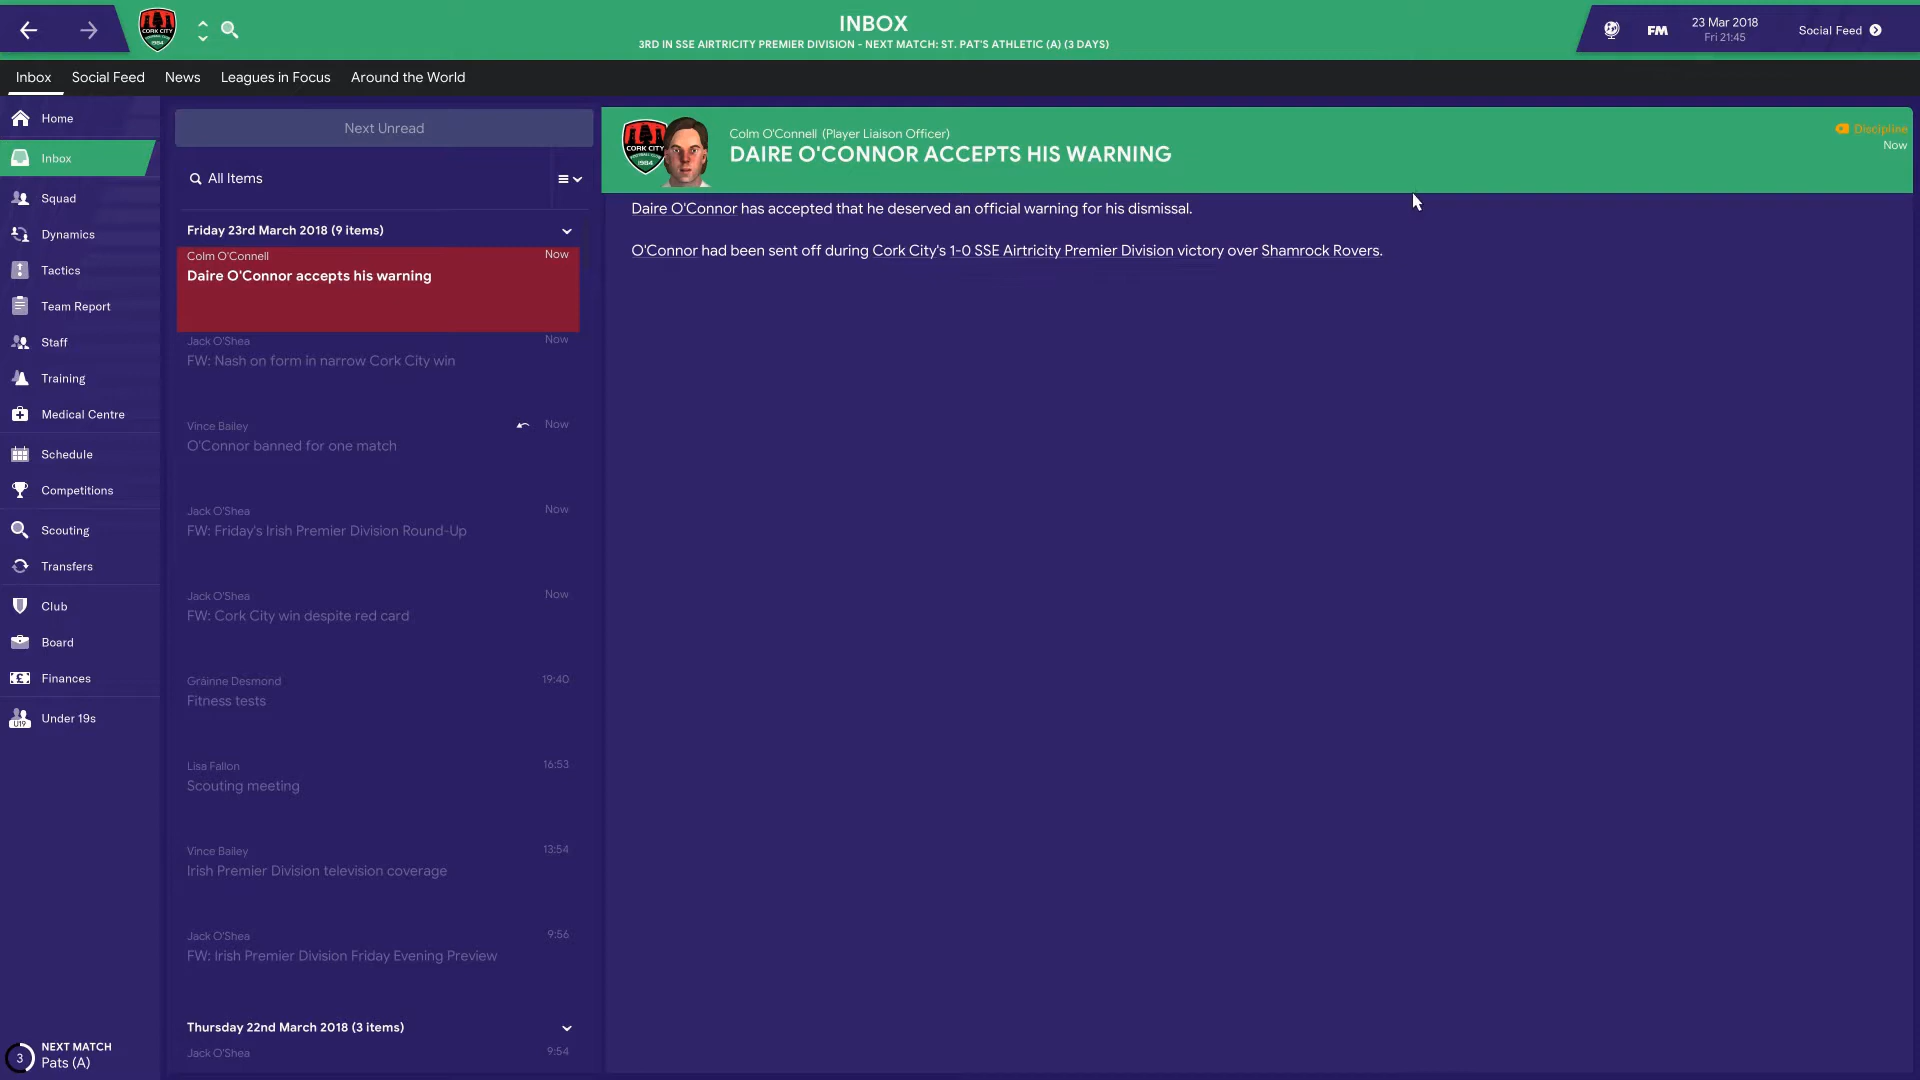 INBOX
3RD IN SSE AIRTRICITY PREMIER DIVISION - NEXT MATCH: ST. PAT'S ATHLETIC (A) (3 DAYS)
CORK CITY
FM
23 Mar 2018
Fri 21:45
Social Feed
Inbox
Social Feed
News
Leagues in Focus
Around the World
Home
Inbox
Squad
Dynamics
Tactics
Team Report
Staff
Training
Medical Centre
Schedule
Competitions
Scouting
Transfers
Club
Board
Finances
U19
Under 19s
3
NEXT MATCH
Pats (A)
Next Unread
All Items
Friday 23rd March 2018 (9 items)
Colm O'Connell
Now
Daire O'Connor accepts his warning
Jack O'Shea
Now
FW: Nash on form in narrow Cork City win
Vince Bailey
Now
O'Connor banned for one match
Jack O'Shea
Now
FW: Friday's Irish Premier Division Round-Up
Jack O'Shea
Now
FW: Cork City win despite red card
Gráinne Desmond
19:40
Fitness tests
Lisa Fallon
16:53
Scouting meeting
Vince Bailey
13:54
Irish Premier Division television coverage
Jack O'Shea
9:56
FW: Irish Premier Division Friday Evening Preview
Thursday 22nd March 2018 (3 items)
Jack O'Shea
9:54
CORK CITY
FOOTBALL CLUB
1984
Colm O'Connell (Player Liaison Officer)
DAIRE O'CONNOR ACCEPTS HIS WARNING
Discipline
Now
Daire O'Connor has accepted that he deserved an official warning for his dismissal.
O'Connor had been sent off during Cork City's 1-0 SSE Airtricity Premier Division victory over Shamrock Rovers.